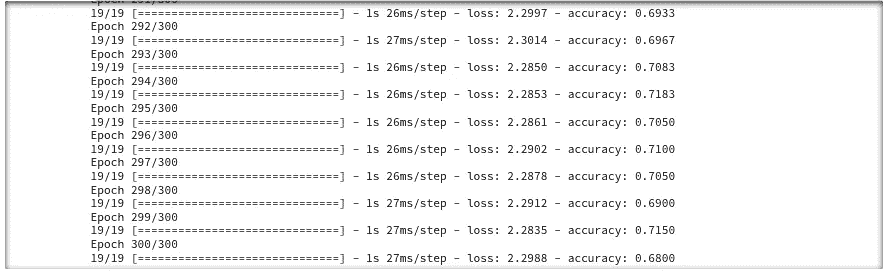 Epoch 291/300
19/19 [==============================] - 1s 26ms/step - loss: 2.2997 - accuracy: 0.6933
Epoch 292/300
19/19 [==============================] - 1s 27ms/step - loss: 2.3014 - accuracy: 0.6967
Epoch 293/300
19/19 [==============================] - 1s 26ms/step - loss: 2.2850 - accuracy: 0.7083
Epoch 294/300
19/19 [==============================] - 1s 26ms/step - loss: 2.2853 - accuracy: 0.7183
Epoch 295/300
19/19 [==============================] - 1s 26ms/step - loss: 2.2861 - accuracy: 0.7050
Epoch 296/300
19/19 [==============================] - 1s 26ms/step - loss: 2.2902 - accuracy: 0.7100
Epoch 297/300
19/19 [==============================] - 1s 26ms/step - loss: 2.2878 - accuracy: 0.7050
Epoch 298/300
19/19 [==============================] - 1s 27ms/step - loss: 2.2912 - accuracy: 0.6900
Epoch 299/300
19/19 [==============================] - 1s 27ms/step - loss: 2.2835 - accuracy: 0.7150
Epoch 300/300
19/19 [==============================] - 1s 27ms/step - loss: 2.2988 - accuracy: 0.6800